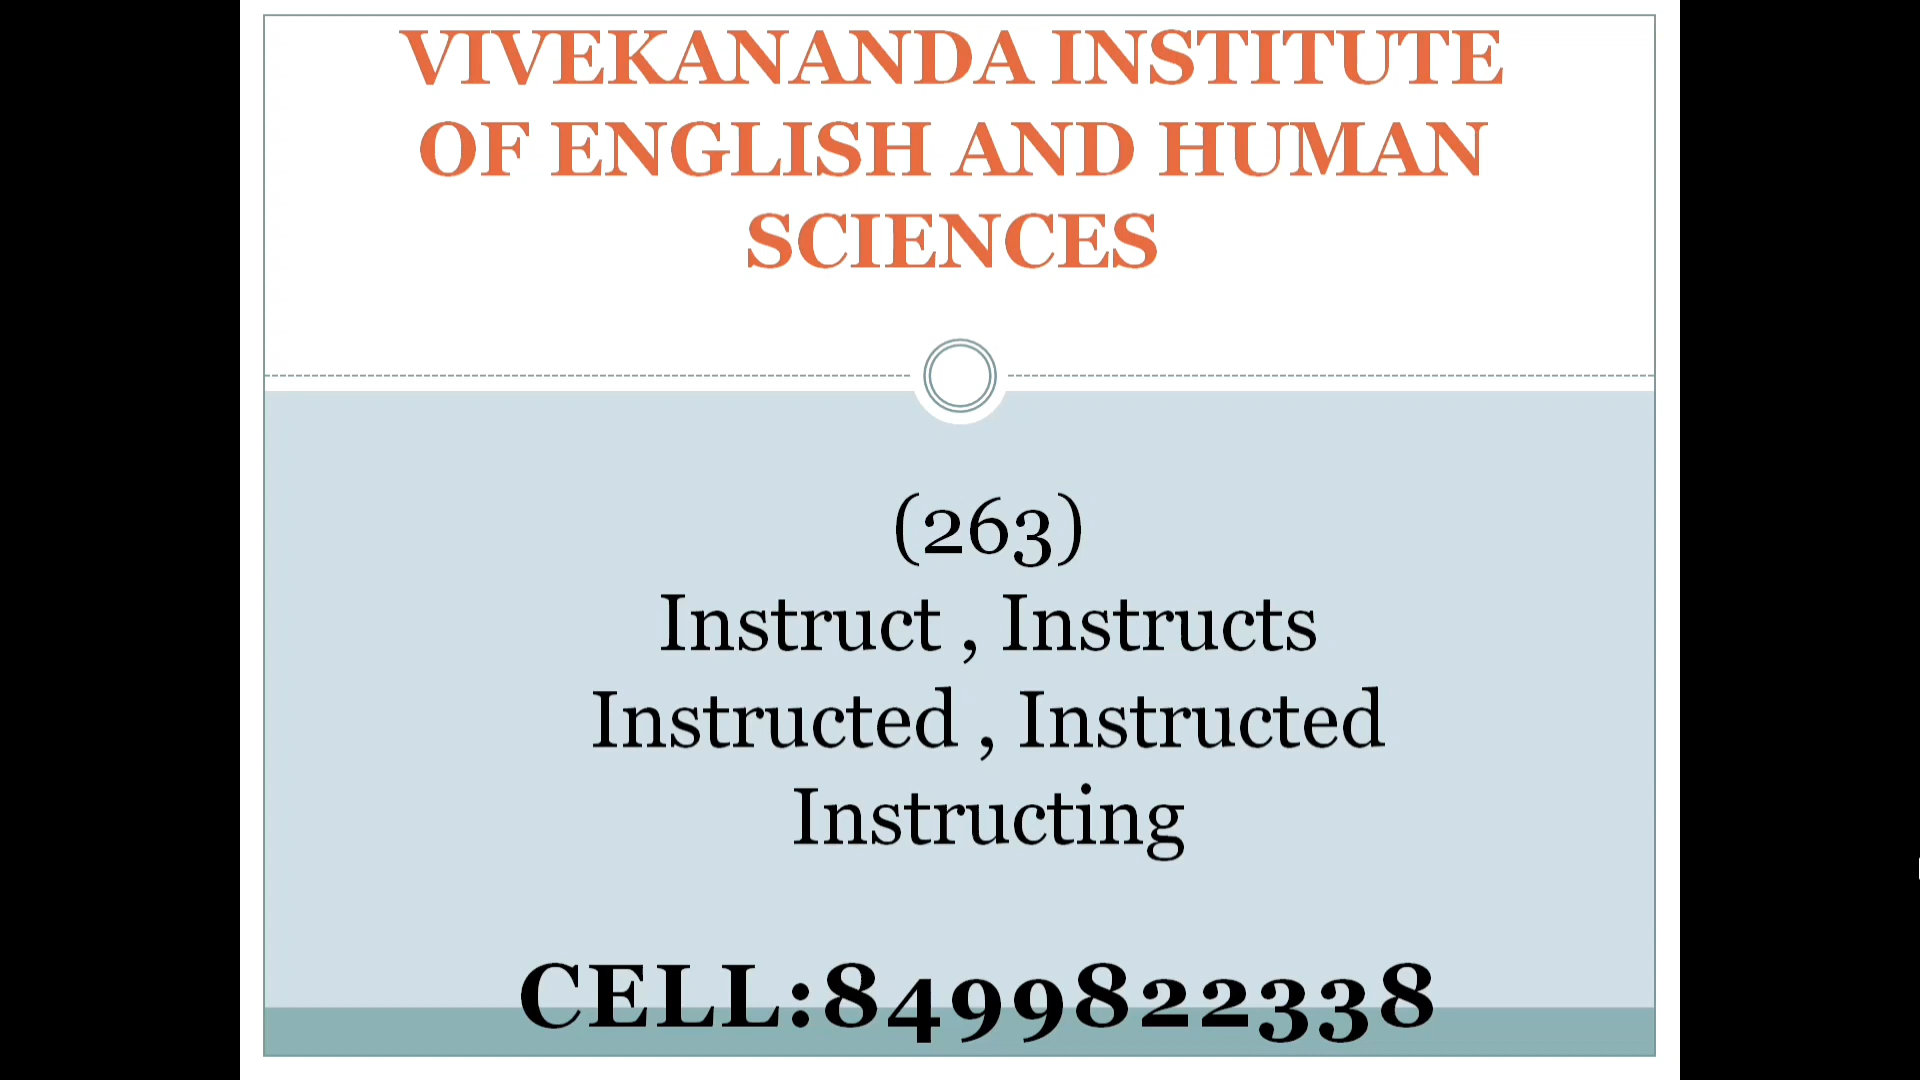 VIVEKANANDA INSTITUTE
OF ENGLISH AND HUMAN
SCIENCES
(263)
Instruct , Instructs
Instructed , Instructed
Instructing
CELL:8499822338